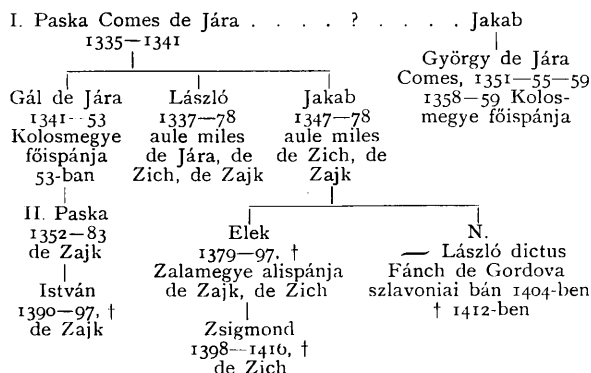 I. Paska Comes de Jára . . . . ? . . . . . Jakab
1335—1341
György de Jára
Comes, 1351—55—59
1358—59 Kolos-
megye főispánja
Gál de Jára László Jakab
1341--53 1337—78 1347—78
Kolosmegye aule miles aule miles
főispánja de Jára, de de Zich, de
53-ban Zich, de Zajk Zajk
II. Paska
1352—83
de Zajk
Elek N.
1379—97, † — László dictus
Zalamegye alispánja Fánch de Gordova
de Zajk, de Zich szlavoniai bán 1404-ben
† 1412-ben
István
1390—97, †
de Zajk
Zsigmond
1398—1416, †
de Zich